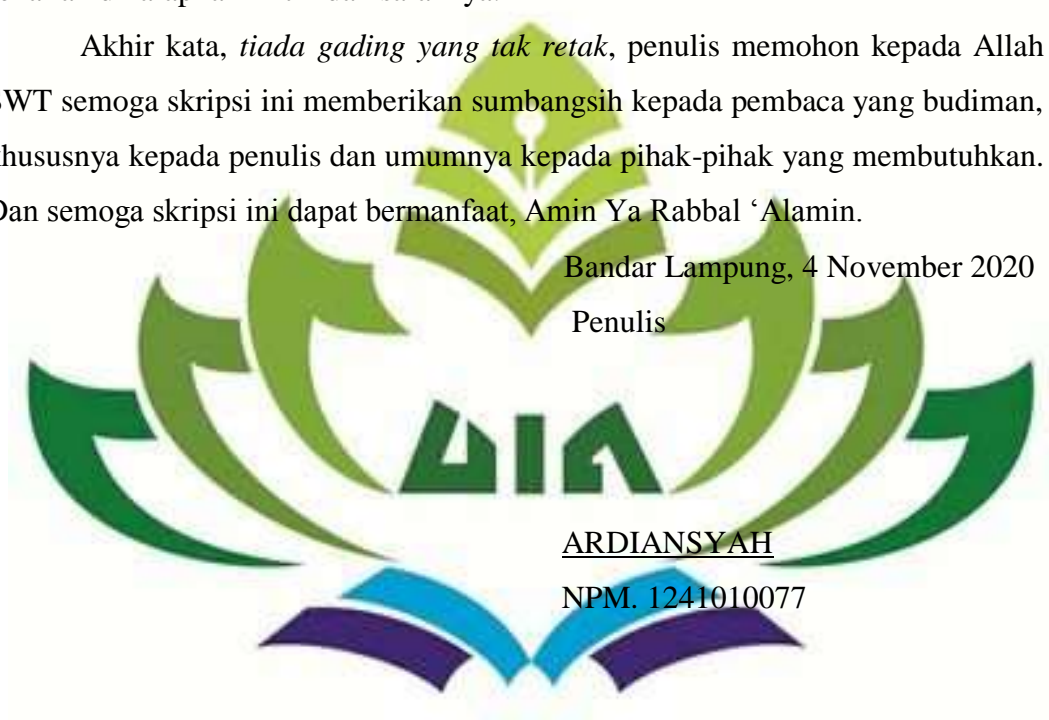 Akhir kata, tiada gading yang tak retak, penulis memohon kepada Allah
SWT semoga skripsi ini memberikan sumbangsih kepada pembaca yang budiman,
khususnya kepada penulis dan umumnya kepada pihak-pihak yang membutuhkan.
Dan semoga skripsi ini dapat bermanfaat, Amin Ya Rabbal ‘Alamin.
Bandar Lampung, 4 November 2020
Penulis
UIN
ARDIANSYAH
NPM. 1241010077